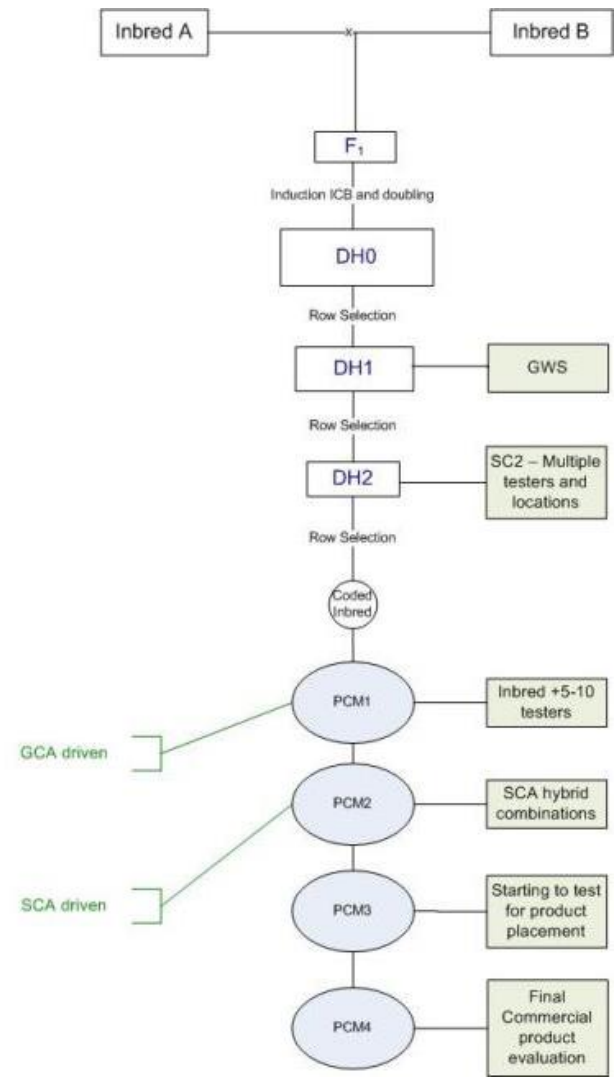 Inbred A
x
Inbred B
F₁
Induction ICB and doubling
DH0
Row Selection
DH1
GWS
Row Selection
DH2
SC2 – Multiple
testers and
locations
Row Selection
Coded
Inbred
PCM1
Inbred +5-10
testers
GCA driven
PCM2
SCA hybrid
combinations
SCA driven
PCM3
Starting to test
for product
placement
PCM4
Final
Commercial
product
evaluation